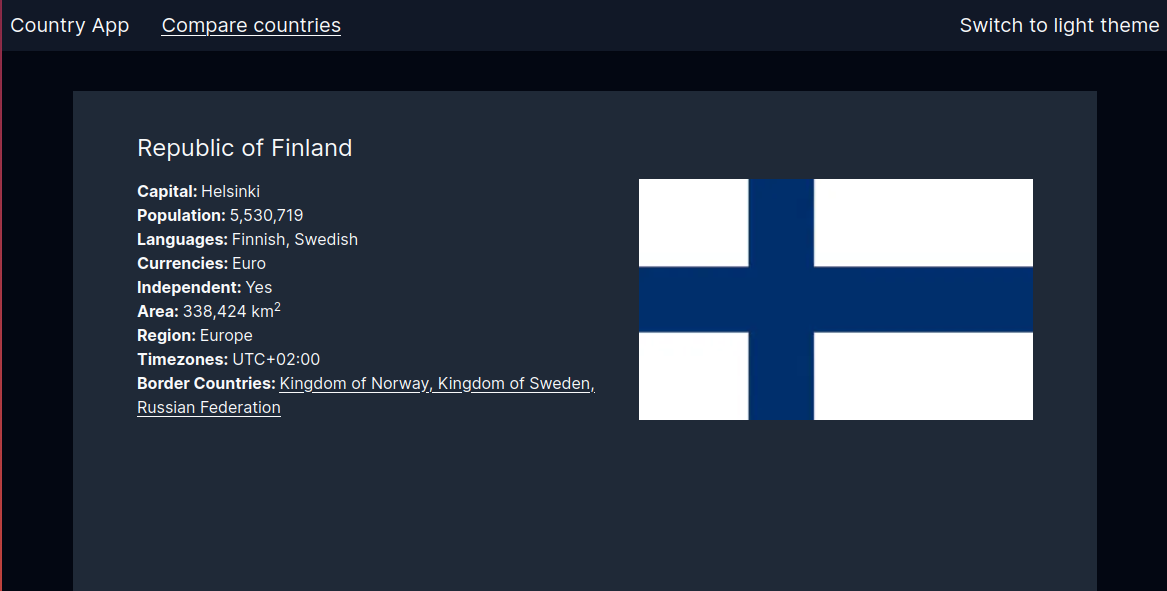 Country App Compare countries Switch to light theme
Republic of Finland
Capital: Helsinki
Population: 5,530,719
Languages: Finnish, Swedish
Currencies: Euro
Independent: Yes
Area: 338,424 km²
Region: Europe
Timezones: UTC+02:00
Border Countries: Kingdom of Norway, Kingdom of Sweden,
Russian Federation